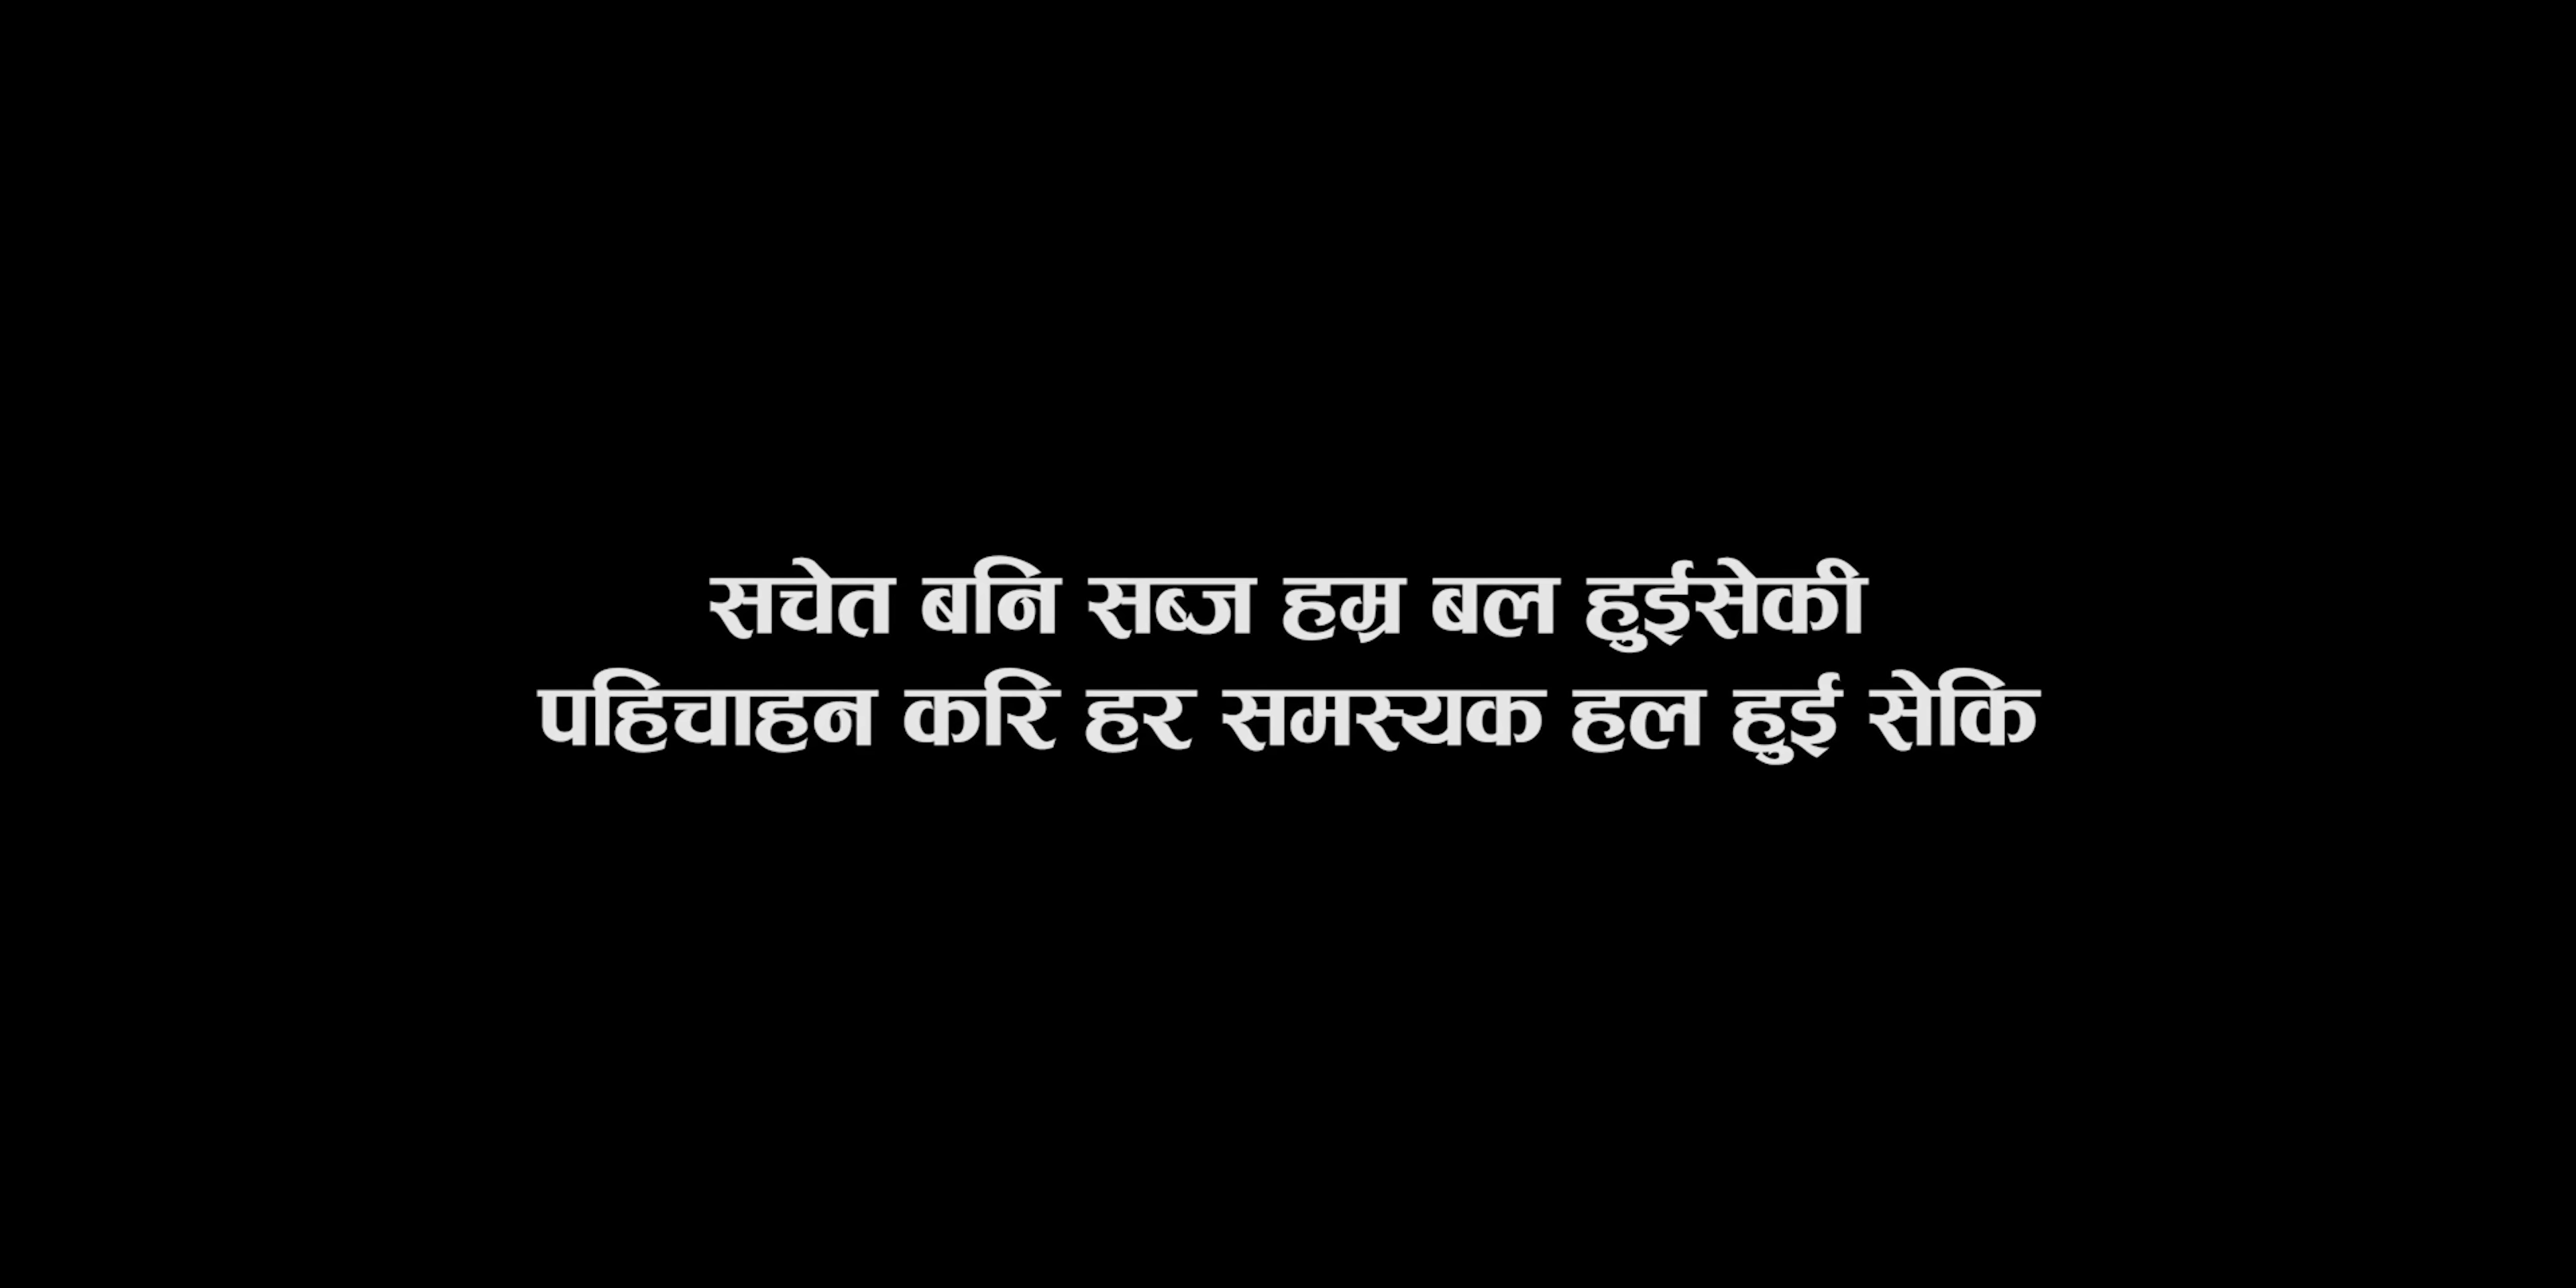 सचेत बनि सब्ज हम्र बल हुईसेकी
पहिचाहन करि हर समस्यक हल हुई सेकि